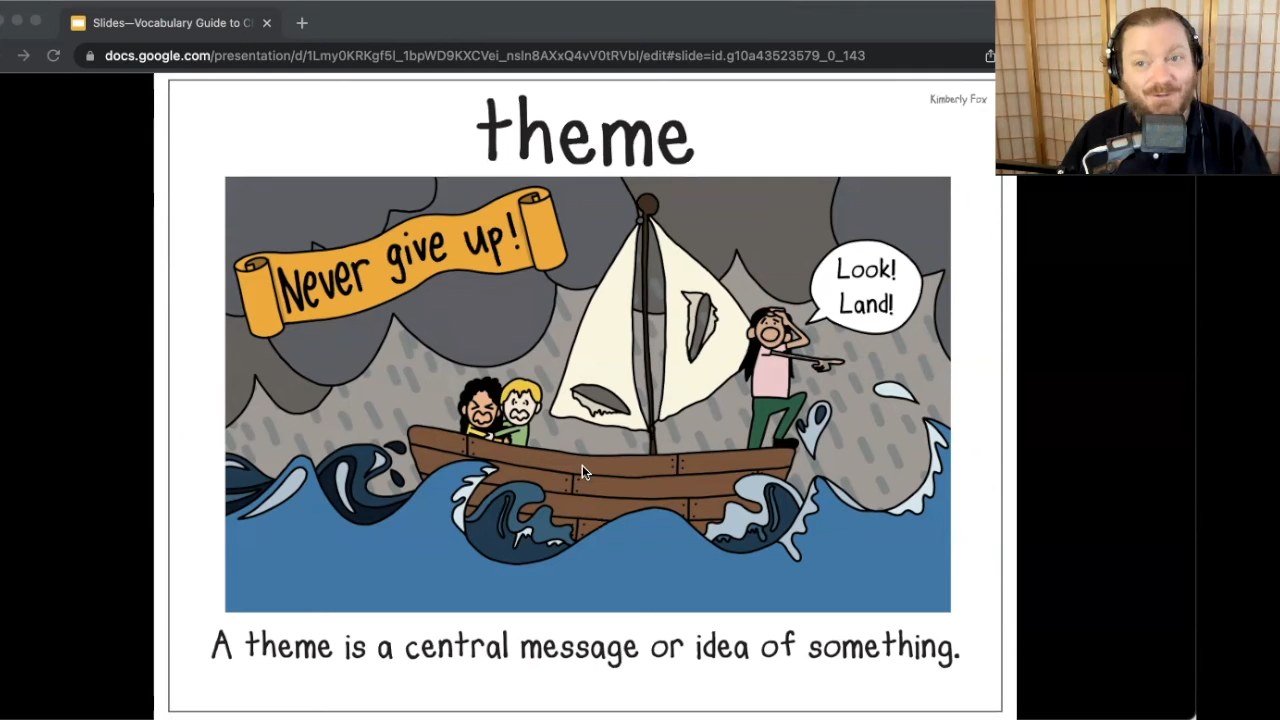 Slides—Vocabulary Guide to C
docs.google.com/presentation/d/1Lmy0KRKgf5I_1bpWD9KXCVei_nsIn8AXxQ4vV0tRVbI/edit#slide=id.g10a43523579_0_143
Kimberly Fox
theme
Never give up!
Look!
Land!
A theme is a central message or idea of something.